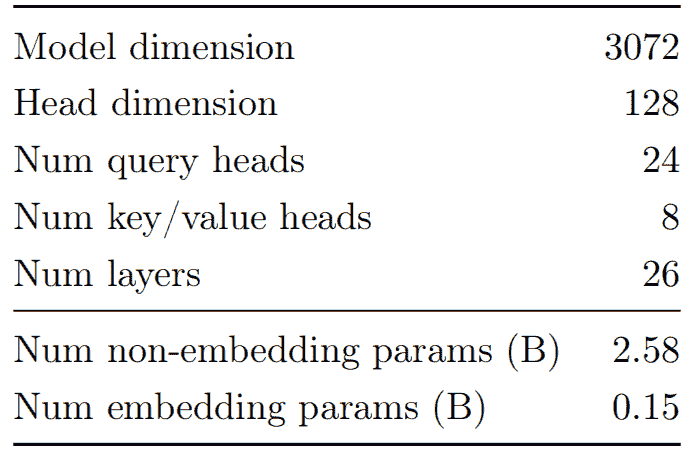 Model dimension 3072
Head dimension 128
Num query heads 24
Num key/value heads 8
Num layers 26
Num non-embedding params (B) 2.58
Num embedding params (B) 0.15